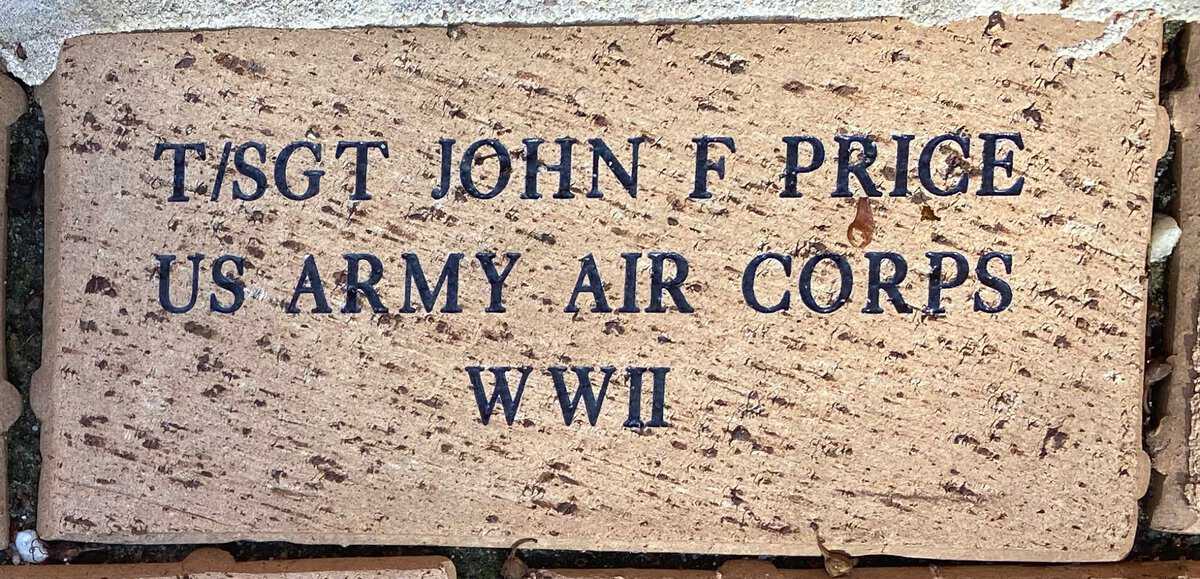 T/SGT JOHN F PRICE
US ARMY AIR CORPS
WWII